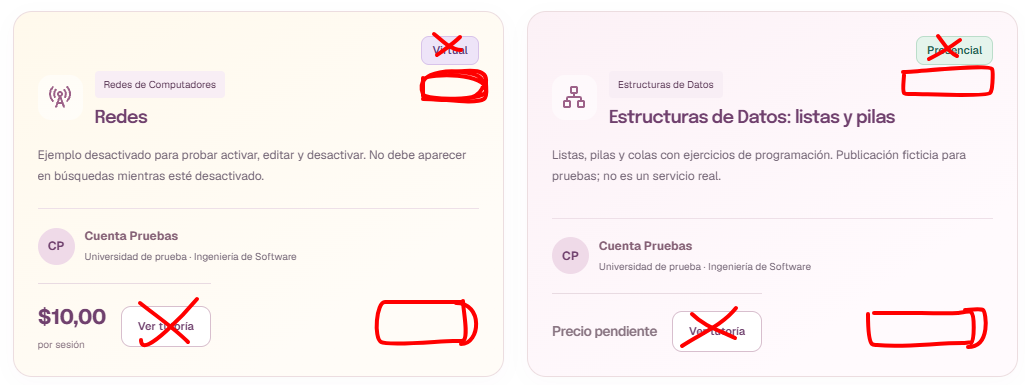 Virtual
Redes de Computadores
Redes
Ejemplo desactivado para probar activar, editar y desactivar. No debe aparecer
en búsquedas mientras esté desactivado.
CP
Cuenta Pruebas
Universidad de prueba · Ingeniería de Software
$10,00
por sesión
Ver tutoría
Presencial
Estructuras de Datos
Estructuras de Datos: listas y pilas
Listas, pilas y colas con ejercicios de programación. Publicación ficticia para
pruebas; no es un servicio real.
CP
Cuenta Pruebas
Universidad de prueba · Ingeniería de Software
Precio pendiente
Ver tutoría